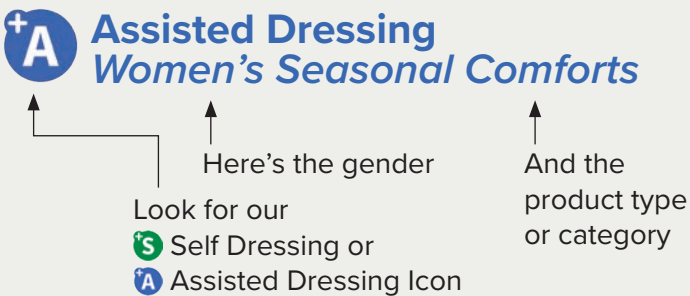 +A Assisted Dressing
Women's Seasonal Comforts
Here's the gender
And the
product type
or category
Look for our
+S Self Dressing or
+A Assisted Dressing Icon